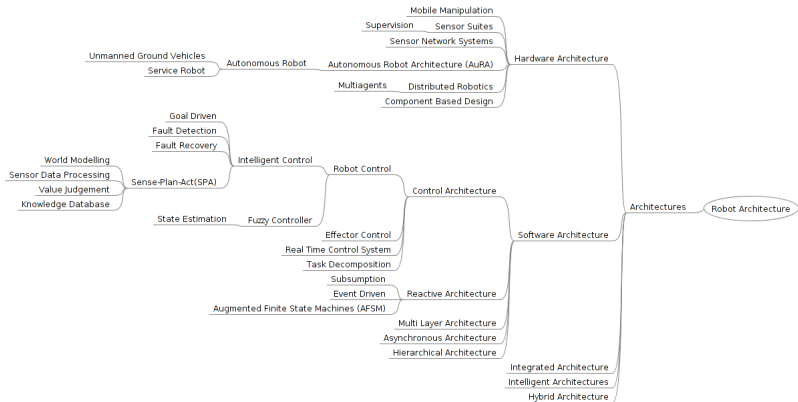 Mobile Manipulation
Supervision
Sensor Suites
Sensor Network Systems
Hardware Architecture
Unmanned Ground Vehicles
Autonomous Robot
Autonomous Robot Architecture (AuRA)
Service Robot
Multiagents
Distributed Robotics
Component Based Design
Goal Driven
Fault Detection
Fault Recovery
Intelligent Control
World Modelling
Robot Control
Sensor Data Processing
Sense-Plan-Act(SPA)
Value Judgement
Control Architecture
Knowledge Database
Architectures
Robot Architecture
State Estimation
Fuzzy Controller
Effector Control
Software Architecture
Real Time Control System
Task Decomposition
Subsumption
Event Driven
Reactive Architecture
Augmented Finite State Machines (AFSM)
Multi Layer Architecture
Asynchronous Architecture
Hierarchical Architecture
Integrated Architecture
Intelligent Architectures
Hybrid Architecture